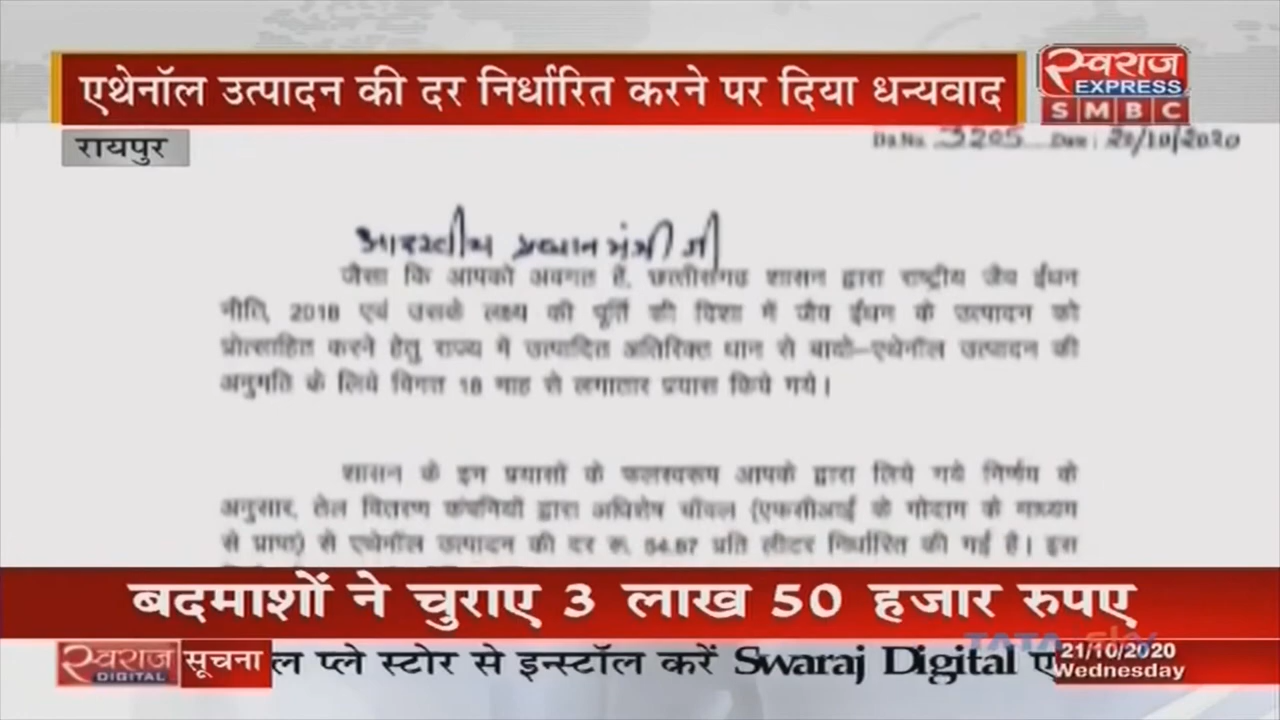 एथेनॉल उत्पादन की दर निर्धारित करने पर दिया धन्यवाद
स्वराज
EXPRESS
SMBC
रायपुर
Do.No. 3205 Date : 20/10/2020
आदरणीय प्रधानमंत्री जी
जैसा कि आपको अवगत है, छत्तीसगढ़ शासन द्वारा राष्ट्रीय जैव ईंधन
नीति, 2018 एवं उसके लक्ष्य की पूर्ति की दिशा में जैव ईंधन के उत्पादन को
प्रोत्साहित करने हेतु राज्य में उत्पादित अतिरिक्त धान से बायो-एथेनॉल उत्पादन की
अनुमति के लिये विगत 18 माह से लगातार प्रयास किये गये।
शासन के इन प्रयासों के फलस्वरूप आपके द्वारा लिये गये निर्णय के
अनुसार, तेल वितरण कंपनियों द्वारा अधिशेष चॉवल (एफसीआई के गोदाम के माध्यम
से प्राप्त) से एथेनॉल उत्पादन की दर रू. 54.87 प्रति लीटर निर्धारित की गई है। इस
बदमाशों ने चुराए 3 लाख 50 हजार रुपए
TATA sky
स्वराज
DIGITAL
सूचना
ल प्ले स्टोर से इन्स्टॉल करें Swaraj Digital ए
21/10/2020
Wednesday